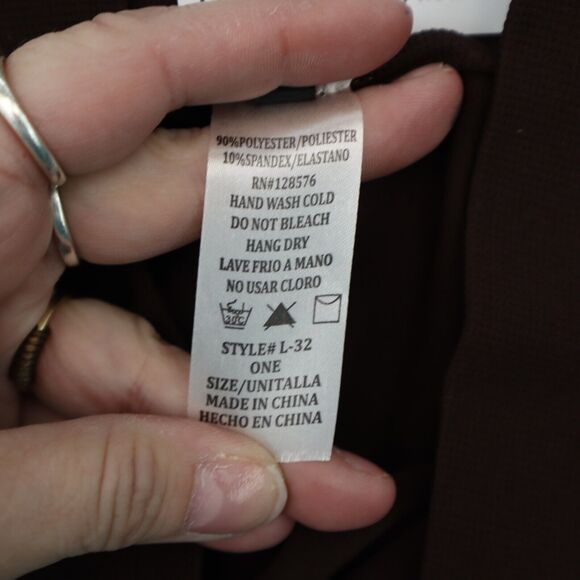 90%POLYESTER/POLIESTER
10%SPANDEX/ELASTANO
RN#128576
HAND WASH COLD
DO NOT BLEACH
HANG DRY
LAVE FRIO A MANO
NO USAR CLORO
30C
STYLE# L-32
ONE
SIZE/UNITALLA
MADE IN CHINA
HECHO EN CHINA